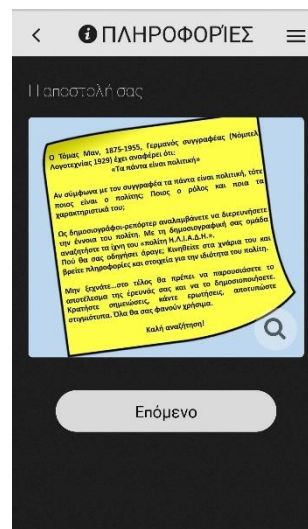 ΠΛΗΡΟΦΟΡΊΕΣ
Η αποστολή σας
Ο Τόμας Μαν, 1875-1955, Γερμανός συγγραφέας (Νόμπελ
Λογοτεχνίας 1929) έχει αναφέρει ότι:
«Τα πάντα είναι πολιτική»
Αν σύμφωνα με τον συγγραφέα τα πάντα είναι πολιτική, τότε
ποιος είναι ο πολίτης; Ποιος ο ρόλος και ποια τα
χαρακτηριστικά του;
Ως δημοσιογράφοι-ρεπόρτερ αναλαμβάνετε να διερευνήσετε
την έννοια του πολίτη. Με τη δημοσιογραφική σας ομάδα
αναζητήστε τα ίχνη του «πολίτη Η.Λ.Ι.Α.Δ.Η.».
Πού θα σας οδηγήσει άραγε; Κινηθείτε στα χνάρια του και
βρείτε πληροφορίες και στοιχεία για την ιδιότητα του πολίτη.
Μην ξεχνάτε...στο τέλος θα πρέπει να παρουσιάσετε το
αποτέλεσμα της έρευνάς σας και να το δημοσιοποιήσετε.
Κρατήστε σημειώσεις, κάντε ερωτήσεις, αποτυπώστε
στιγμιότυπα. Όλα θα σας φανούν χρήσιμα.
Καλή αναζήτηση!
Επόμενο